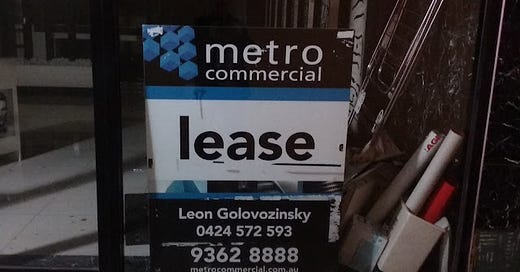 metro
commercial
lease
Leon Golovozinsky
0424 572 593
9362 8888
metrocommercial.com.au